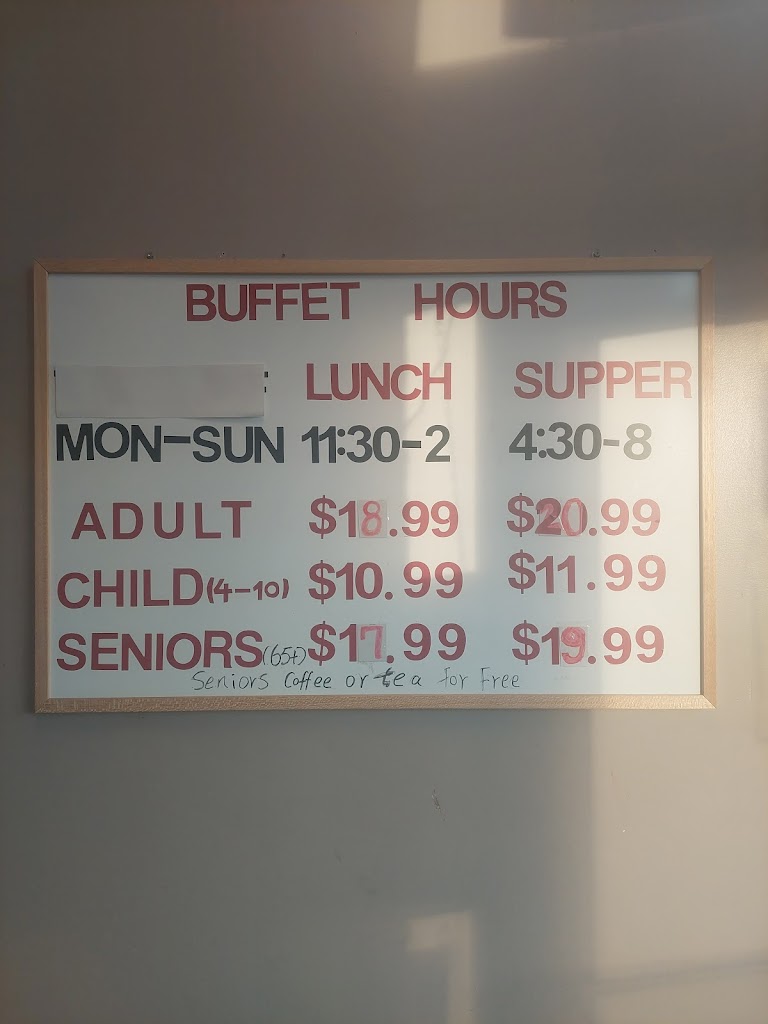 BUFFET HOURS
LUNCH SUPPER
MON-SUN 11:30-2 4:30-8
ADULT $18.99 $20.99
CHILD (4-10) $10.99 $11.99
SENIORS (65+) $17.99 $19.99
Seniors Coffee or tea for Free